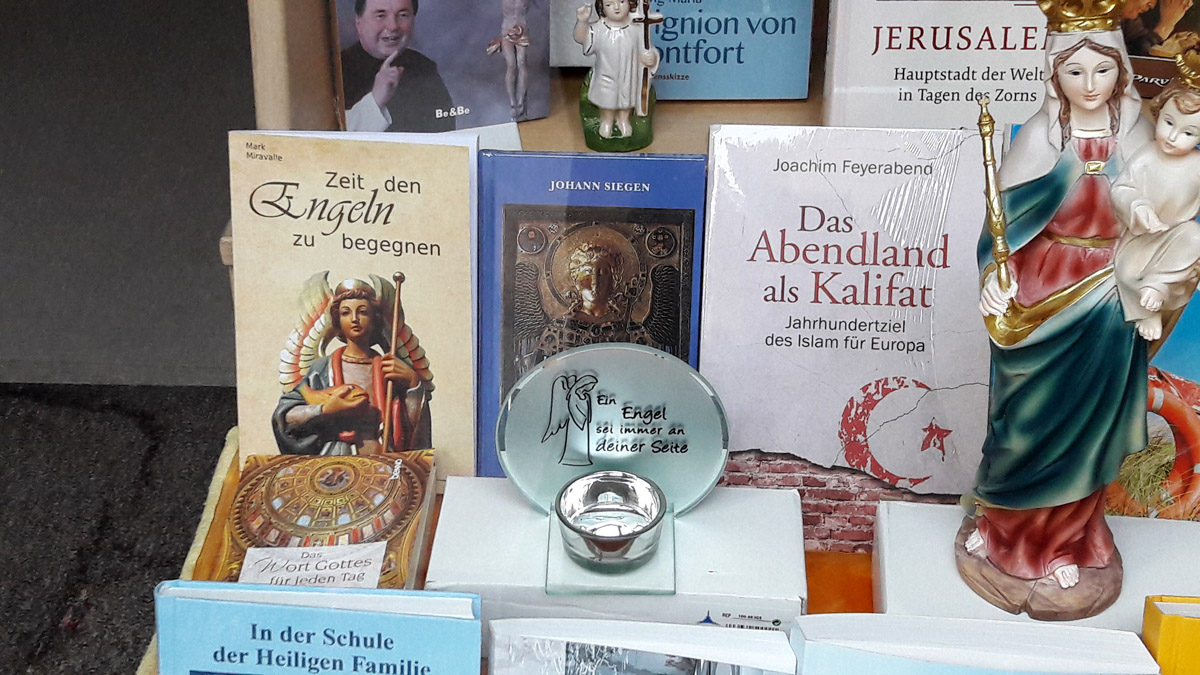 Be&Be
ignion von
ontfort
nsskizze
JERUSALE
Hauptstadt der Welt
in Tagen des Zorns
Mark
Miravalle
Zeit den
Engeln
zu begegnen
JOHANN SIEGEN
Joachim Feyerabend
Das
Abendland
als Kalifat
Jahrhundertziel
des Islam für Europa
Ein
Engel
sei immer an
deiner Seite
Das
Wort Gottes
für jeden Tag
In der Schule
der Heiligen Familie